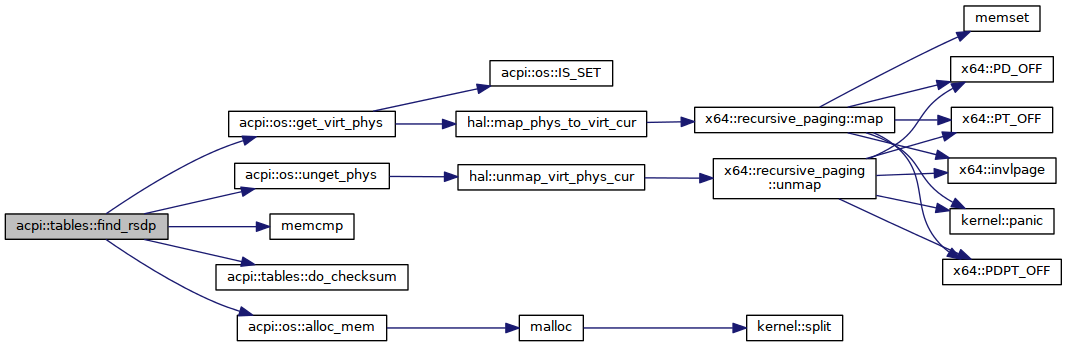 acpi::tables::find_rsdp
acpi::os::get_virt_phys
acpi::os::unget_phys
memcmp
acpi::tables::do_checksum
acpi::os::alloc_mem
acpi::os::IS_SET
hal::map_phys_to_virt_cur
hal::unmap_virt_phys_cur
malloc
x64::recursive_paging::map
x64::recursive_paging
::unmap
kernel::split
memset
x64::PD_OFF
x64::PT_OFF
x64::invlpage
kernel::panic
x64::PDPT_OFF